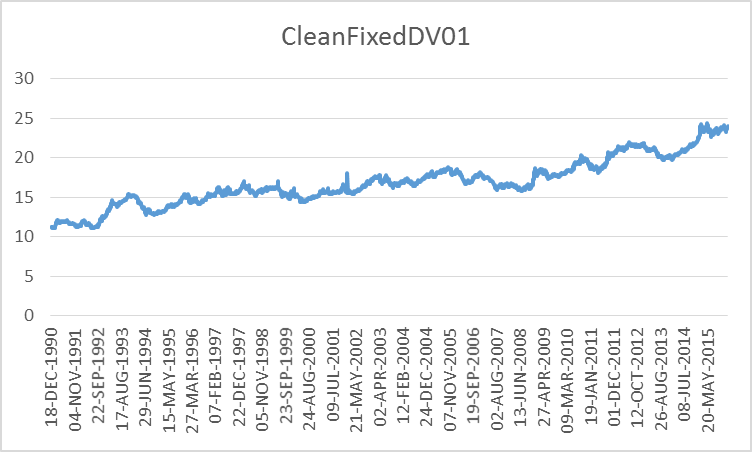 CleanFixedDV01
30
25
20
15
10
5
0
18-DEC-1990
04-NOV-1991
22-SEP-1992
17-AUG-1993
29-JUN-1994
15-MAY-1995
27-MAR-1996
07-FEB-1997
22-DEC-1997
05-NOV-1998
23-SEP-1999
24-AUG-2000
09-JUL-2001
21-MAY-2002
02-APR-2003
12-FEB-2004
24-DEC-2004
07-NOV-2005
19-SEP-2006
02-AUG-2007
13-JUN-2008
27-APR-2009
09-MAR-2010
19-JAN-2011
01-DEC-2011
12-OCT-2012
26-AUG-2013
08-JUL-2014
20-MAY-2015